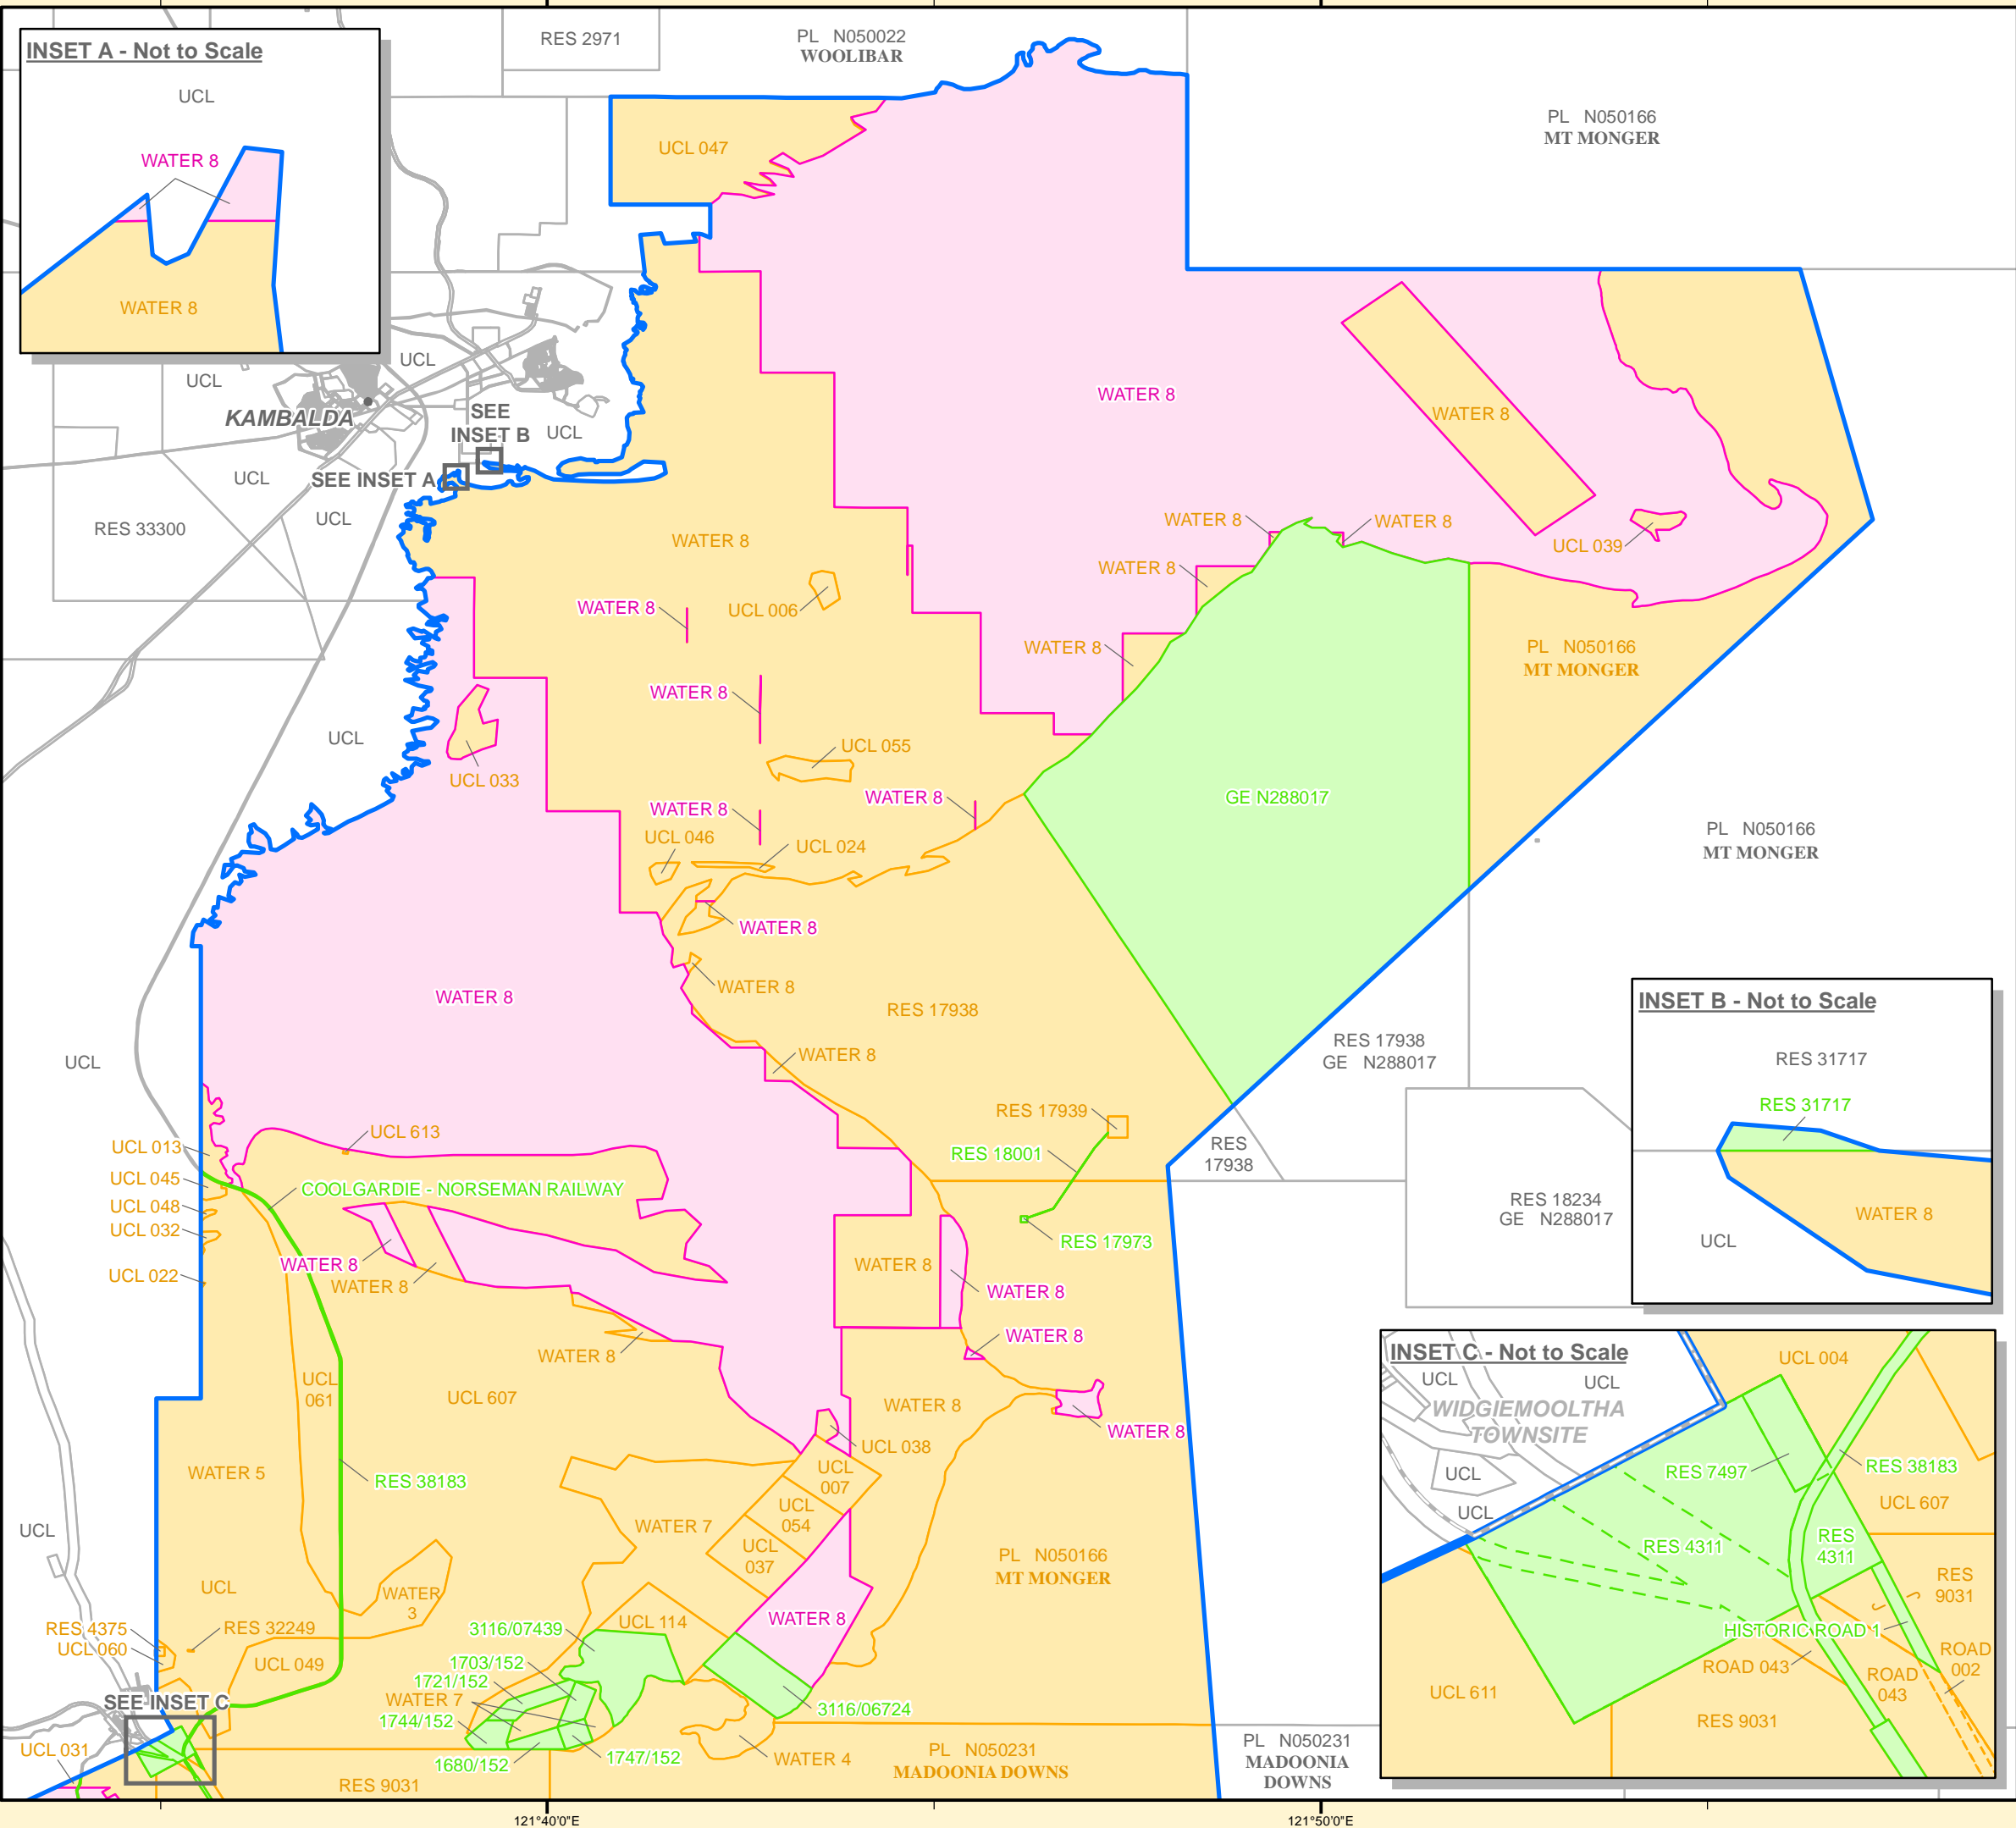 INSET A - Not to Scale
UCL
WATER 8
WATER 8
RES 2971
PL N050022
WOOLIBAR
PL N050166
MT MONGER
UCL 047
UCL
UCL
KAMBALDA
SEE
INSET B
UCL
SEE INSET A
UCL
UCL
RES 33300
WATER 8
WATER 8
WATER 8
WATER 8
UCL 039
WATER 8
WATER 8
WATER 8
UCL 006
WATER 8
WATER 8
PL N050166
MT MONGER
WATER 8
UCL
UCL 033
UCL 055
WATER 8
WATER 8
GE N288017
UCL 046
UCL 024
PL N050166
MT MONGER
WATER 8
WATER 8
WATER 8
RES 17938
WATER 8
UCL
RES 17938
GE N288017
INSET B - Not to Scale
RES 31717
RES 31717
WATER 8
UCL
RES 17939
RES 18001
RES
17938
RES 17973
RES 18234
GE N288017
UCL 013
UCL 613
UCL 045
COOLGARDIE - NORSEMAN RAILWAY
UCL 048
UCL 032
UCL 022
WATER 8
WATER 8
WATER 8
WATER 8
WATER 8
WATER 8
UCL
061
UCL 607
WATER 8
WATER 8
UCL 038
WATER 5
RES 38183
UCL
007
UCL
054
UCL
037
WATER 7
UCL
PL N050166
MT MONGER
UCL
WATER
3
RES 4375
RES 32249
UCL 060
UCL 049
UCL 114
WATER 8
3116/07439
1703/152
1721/152
WATER 7
1744/152
1680/152
1747/152
3116/06724
WATER 4
SEE INSET C
UCL 031
RES 9031
PL N050231
MADOONIA DOWNS
PL N050231
MADOONIA
DOWNS
INSET C - Not to Scale
UCL
UCL
WIDGIEMOOLTHA
TOWNSITE
UCL
UCL
UCL 004
RES 7497
RES 38183
UCL 607
RES 4311
RES
4311
RES
9031
HISTORIC ROAD 1
ROAD 043
ROAD
002
ROAD
043
UCL 611
RES 9031
121°40'0"E
121°50'0"E